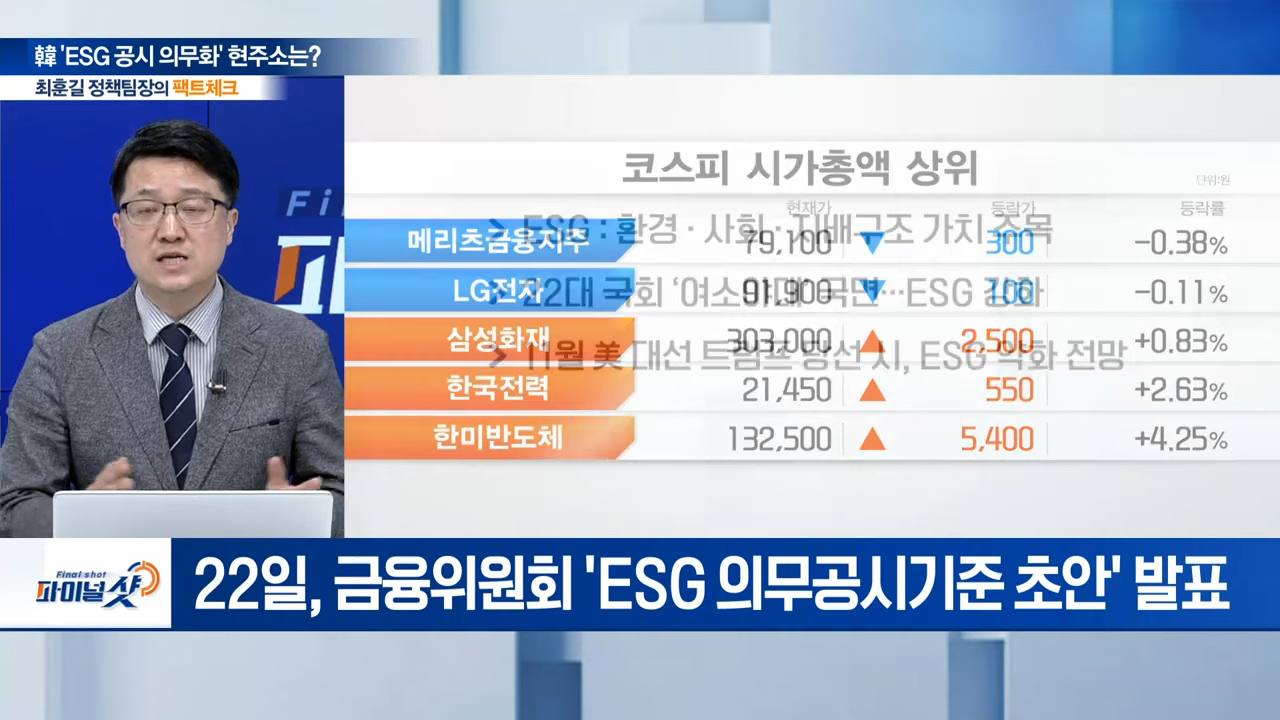 韓 'ESG 공시 의무화' 현주소는?
최훈길 정책팀장의 팩트체크
코스피 시가총액 상위
단위:원
현재가 등락가 등락률
> ESG : 환경·사회·지배구조 가치 주목
메리츠금융지주 79,100 ▼ 300 -0.38%
> 22대 국회 '여소야대' 국면…ESG 강화
LG전자 91,900 ▼ 100 -0.11%
삼성화재 303,000 ▲ 2,500 +0.83%
> 11월 美 대선 트럼프 당선 시, ESG 약화 전망
한국전력 21,450 ▲ 550 +2.63%
한미반도체 132,500 ▲ 5,400 +4.25%
Final shot
파이널샷
22일, 금융위원회 'ESG 의무공시기준 초안' 발표